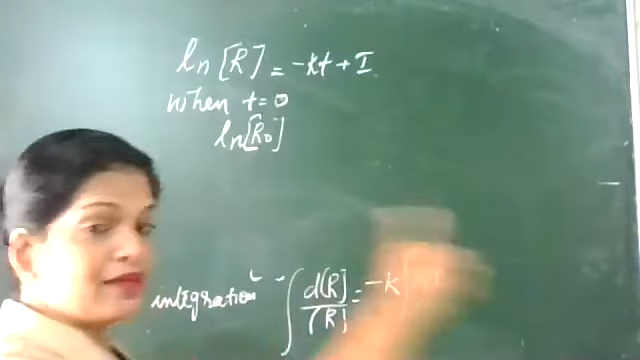 ln [R] = -kt + I
when t = 0
ln[R0]
integration - ∫ d[R]/[R] = -k ∫